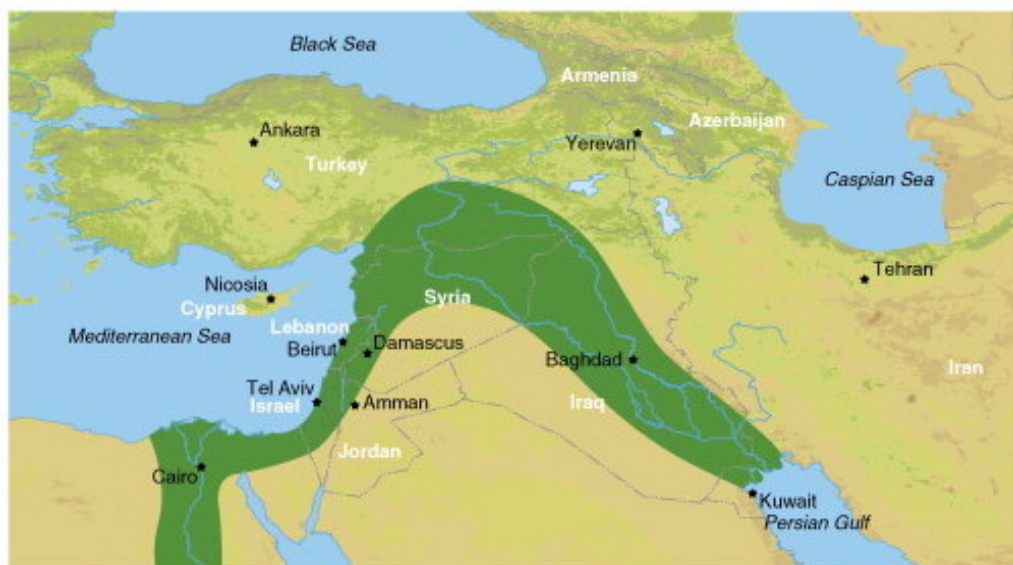 Black Sea
Armenia
Azerbaijan
Ankara
Yerevan
Turkey
Caspian Sea
Tehran
Nicosia
Cyprus
Syria
Mediterranean Sea
Lebanon
Beirut
Damascus
Baghdad
Iran
Tel Aviv
Israel
Amman
Iraq
Jordan
Cairo
Kuwait
Persian Gulf